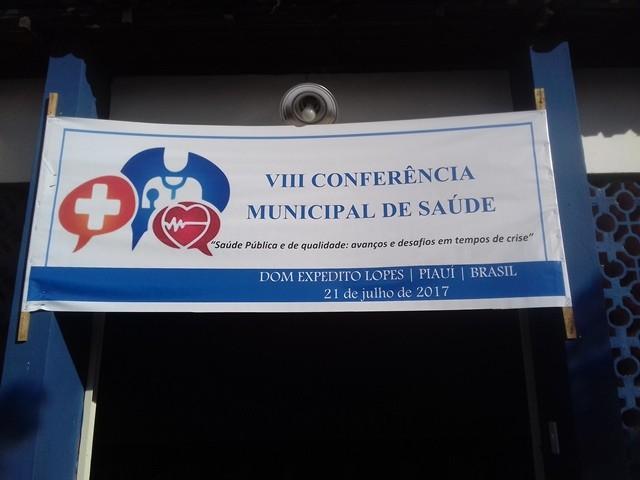 VIII CONFERÊNCIA
MUNICIPAL DE SAÚDE
“Saúde Pública e de qualidade: avanços e desafios em tempos de crise”
DOM EXPEDITO LOPES | PIAUÍ | BRASIL
21 de julho de 2017